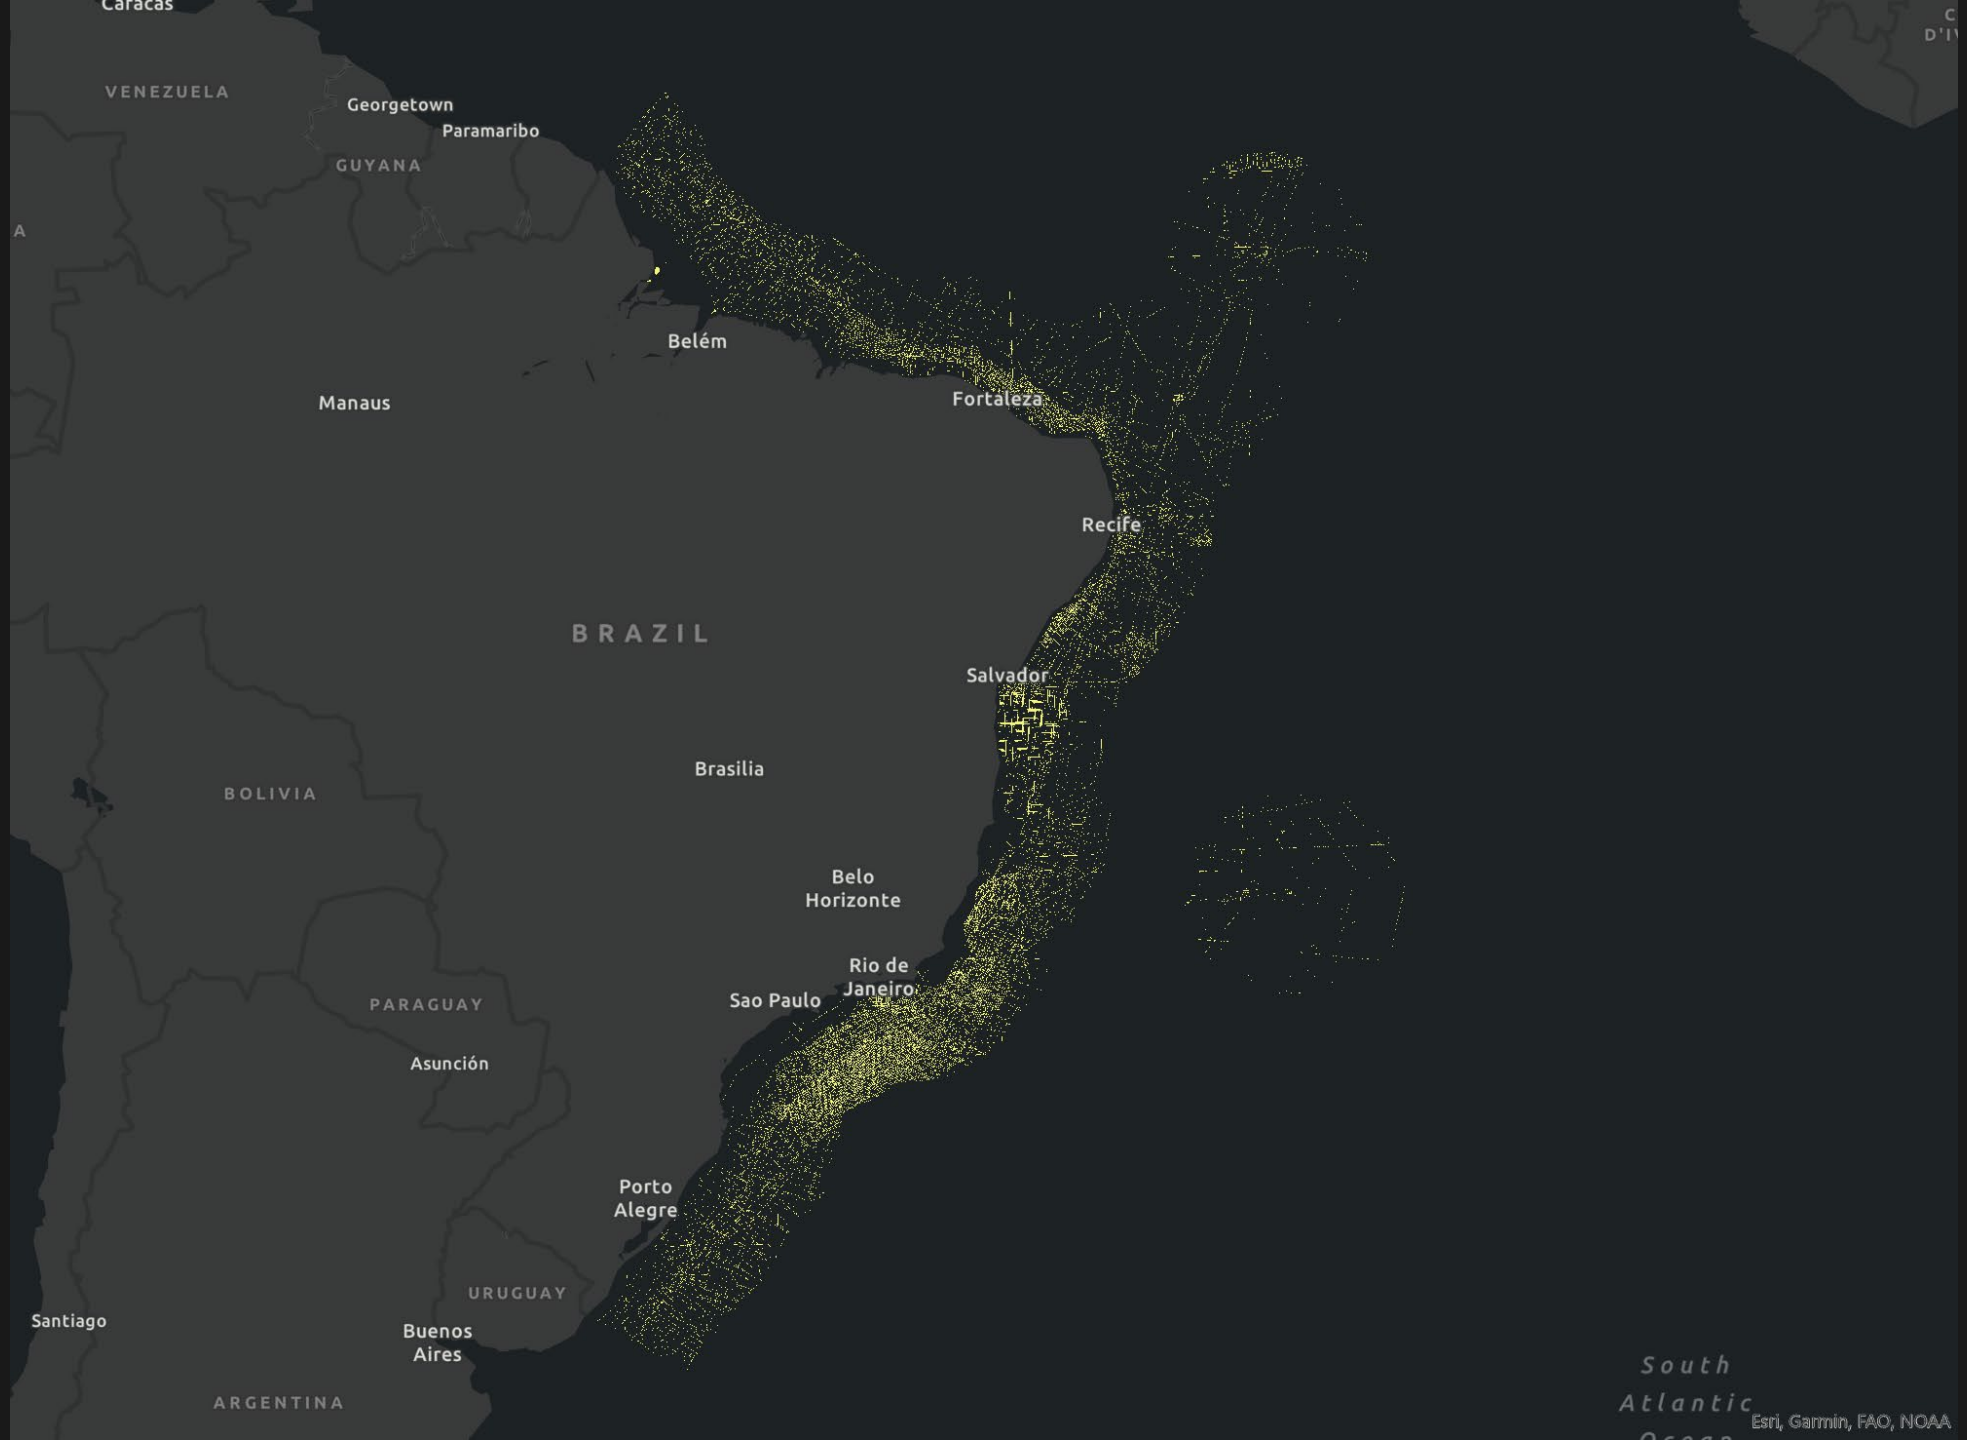 Caracas
C
D'I
VENEZUELA
Georgetown
Paramaribo
GUYANA
A
Belém
Manaus
Fortaleza
Recife
BRAZIL
Salvador
Brasilia
BOLIVIA
Belo
Horizonte
Rio de
Janeiro
Sao Paulo
PARAGUAY
Asunción
Porto
Alegre
URUGUAY
Santiago
Buenos
Aires
South
Atlantic
Ocean
ARGENTINA
Esri, Garmin, FAO, NOAA